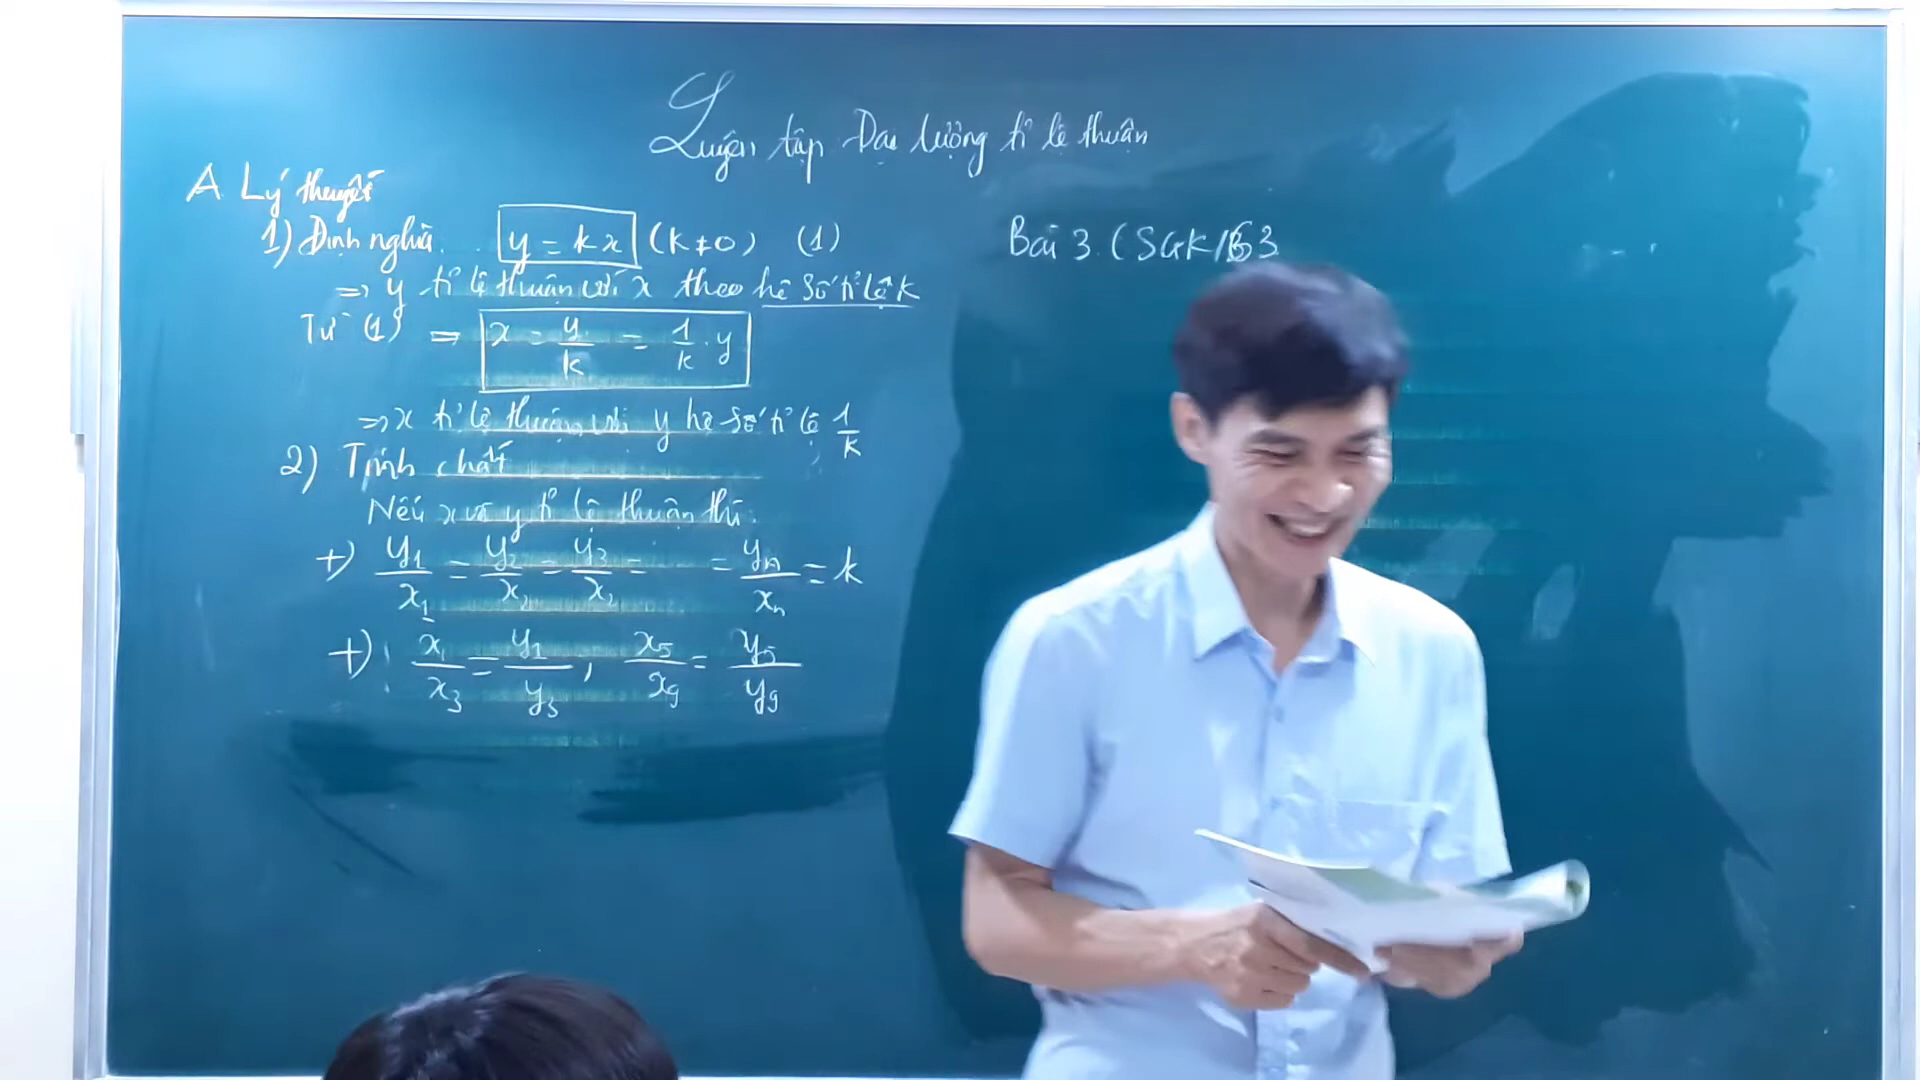 Luyện tập Đại lượng tỉ lệ thuận
A Lý thuyết
1) Định nghĩa. y = kx (k≠0) (1)
=> y tỉ lệ thuận với x theo hệ số tỉ lệ k
Từ (1) => x = y/k = 1/k . y
=> x tỉ lệ thuận với y hệ số tỉ lệ 1/k
2) Tính chất
Nếu x và y tỉ lệ thuận thì.
+) y1/x1 = y2/x2 = y3/x2 = = yn/xn = k
+) x1/x3 = y1/y3 , x5/x9 = y5/y9
Bài 3. (SGK/